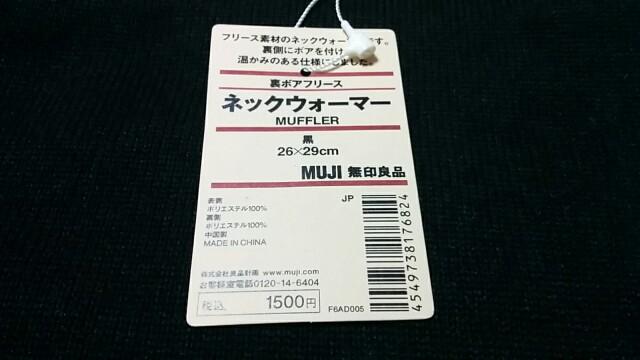 フリース素材のネックウォーマーです。
裏側にボアを付け
温かみのある仕様にしました。
裏ボアフリース
ネックウォーマー
MUFFLER
黒
26×29cm
MUJI 無印良品
JP
表側
ポリエステル100%
裏側
ポリエステル100%
中国製
MADE IN CHINA
株式会社良品計画 www.muji.com
お客様室電話0120-14-6404
税込 1500円
F6AD005
4549738176824